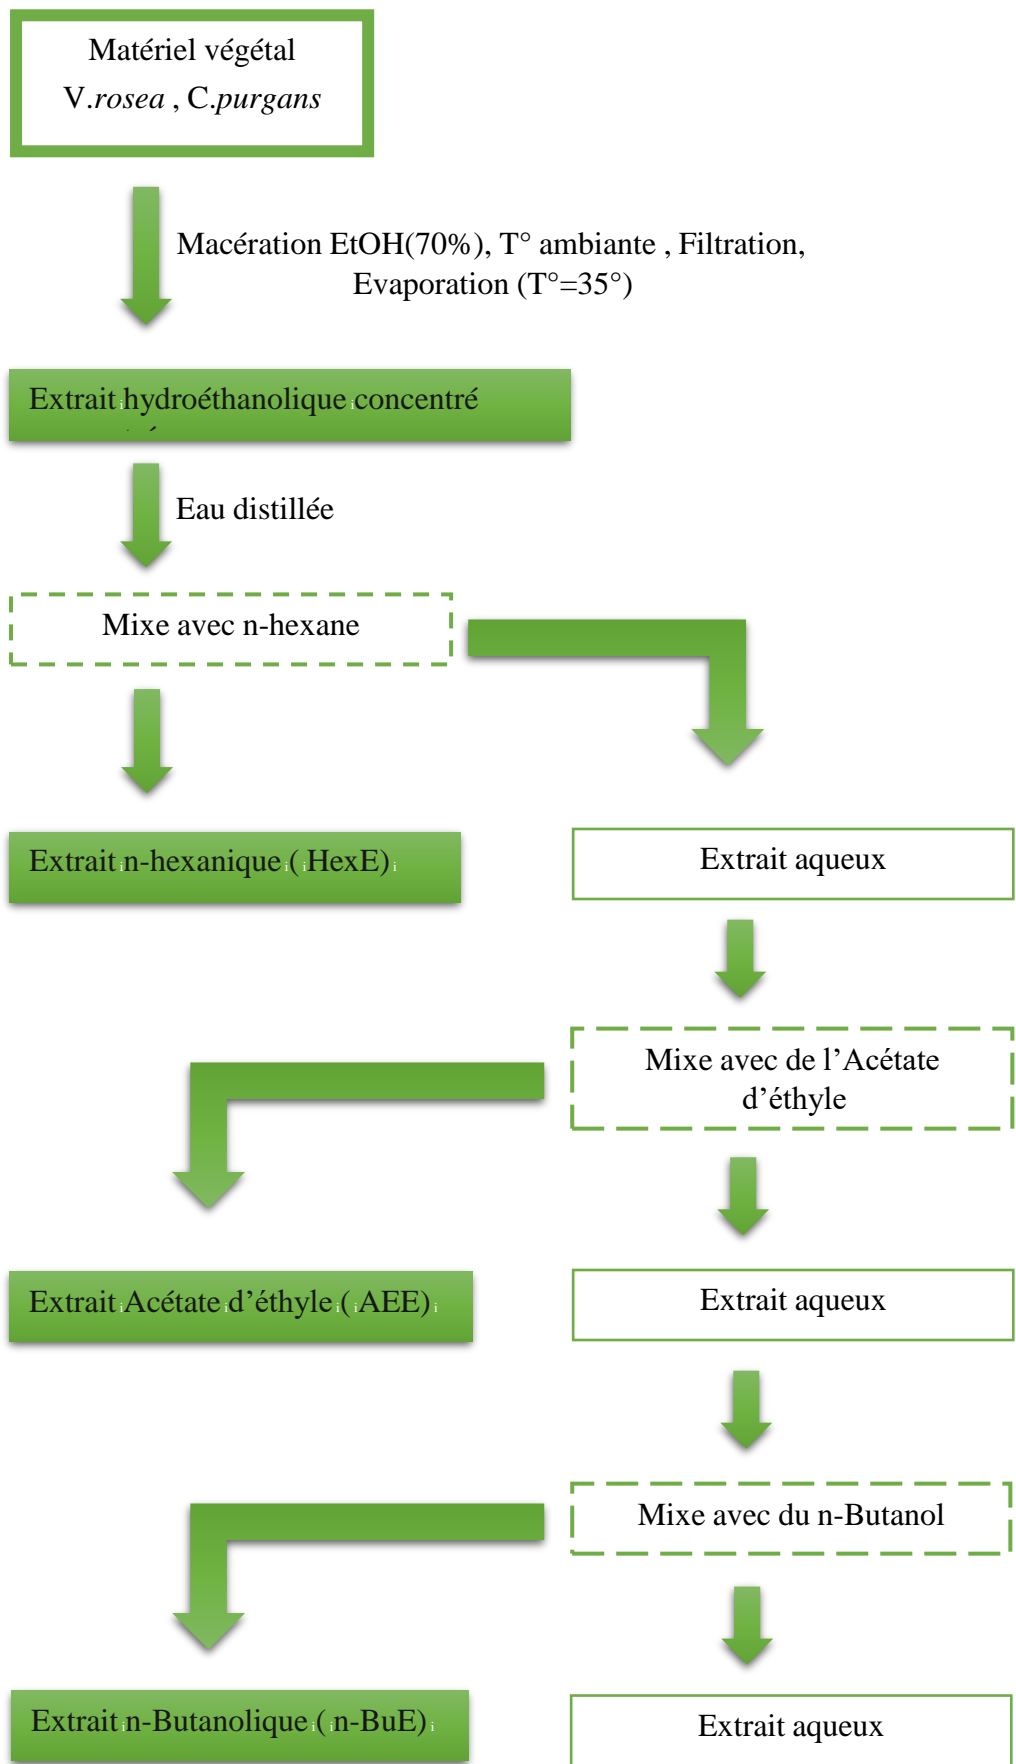 Matériel végétal
V.rosea , C.purgans
Macération EtOH(70%), T° ambiante , Filtration,
Evaporation (T°=35°)
Extrait hydroéthanolique concentré
Eau distillée
Mixe avec n-hexane
Extrait n-hexanique ( HexE)
Extrait aqueux
Mixe avec de l’Acétate
d’éthyle
Extrait Acétate d’éthyle ( AEE)
Extrait aqueux
Mixe avec du n-Butanol
Extrait n-Butanolique ( n-BuE)
Extrait aqueux